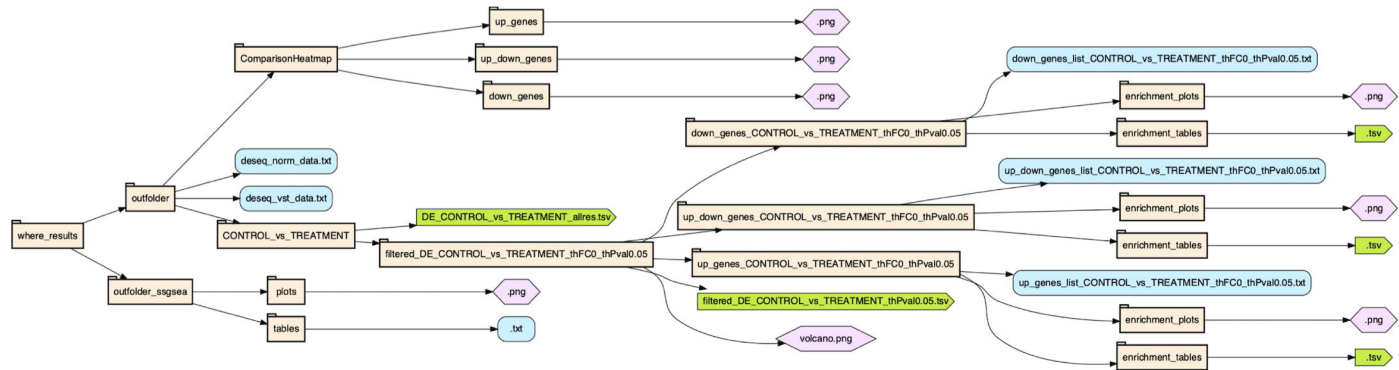 up_genes
.png
ComparisonHeatmap
up_down_genes
.png
down_genes_list_CONTROL_vs_TREATMENT_thFC0_thPval0.05.txt
down_genes
.png
enrichment_plots
.png
down_genes_CONTROL_vs_TREATMENT_thFC0_thPval0.05
enrichment_tables
.tsv
deseq_norm_data.txt
up_down_genes_list_CONTROL_vs_TREATMENT_thFC0_thPval0.05.txt
outfolder
deseq_vst_data.txt
enrichment_plots
.png
DE_CONTROL_vs_TREATMENT_allres.tsv
up_down_genes_CONTROL_vs_TREATMENT_thFC0_thPval0.05
where_results
CONTROL_vs_TREATMENT
enrichment_tables
.tsv
filtered_DE_CONTROL_vs_TREATMENT_thFC0_thPval0.05
up_genes_CONTROL_vs_TREATMENT_thFC0_thPval0.05
up_genes_list_CONTROL_vs_TREATMENT_thFC0_thPval0.05.txt
outfolder_ssgsea
plots
.png
filtered_DE_CONTROL_vs_TREATMENT_thPval0.05.tsv
enrichment_plots
.png
tables
.txt
volcano.png
enrichment_tables
.tsv